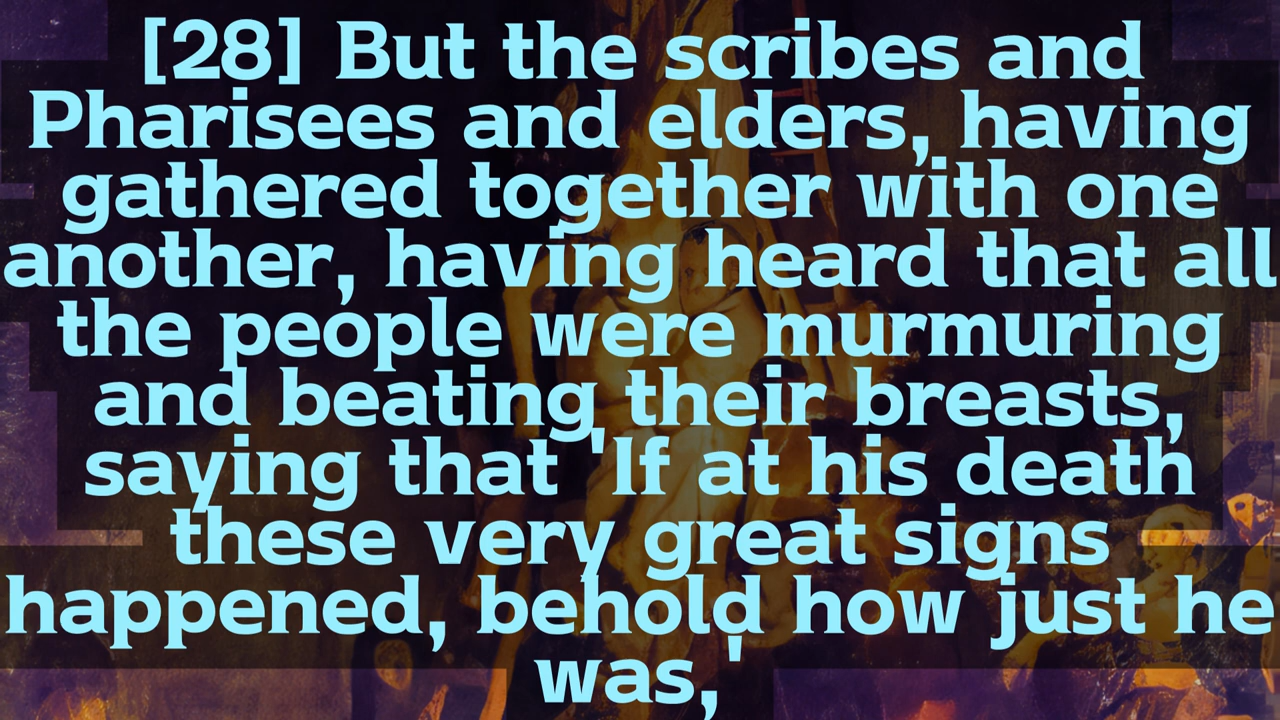 [28] But the scribes and
Pharisees and elders, having
gathered together with one
another, having heard that all
the people were murmuring
and beating their breasts,
saying that 'If at his death
these very great signs
happened, behold how just he
was,'